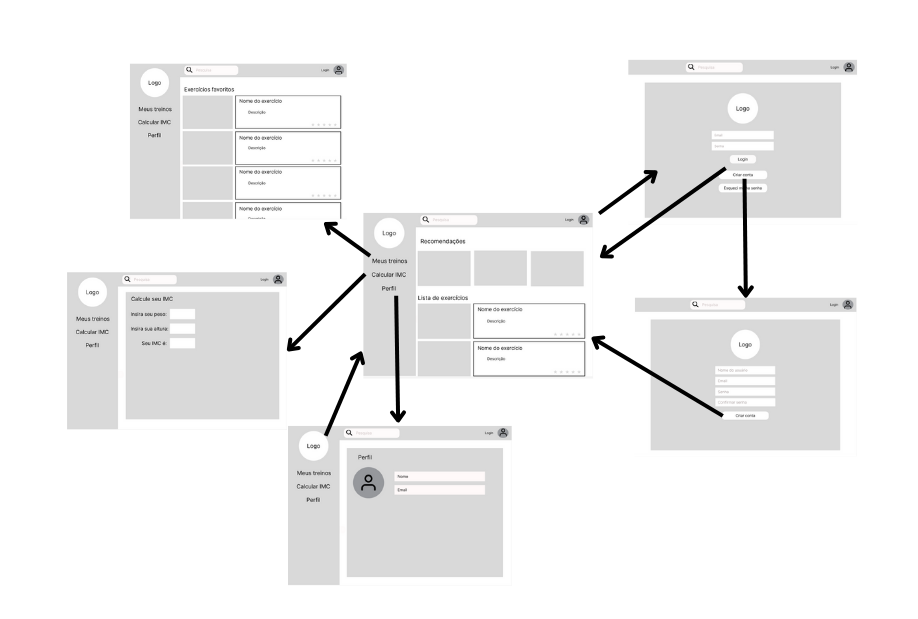 Pesquisa
Login
Logo
Exercícios favoritos
Meus treinos
Calcular IMC
Perfil
Nome do exercício
Descrição
Nome do exercício
Descrição
Nome do exercício
Descrição
Nome do exercício
Descrição
Pesquisa
Login
Logo
Email
Senha
Login
Criar conta
Esqueci minha senha
Pesquisa
Login
Logo
Recomendações
Meus treinos
Calcular IMC
Perfil
Lista de exercícios
Nome do exercício
Descrição
Nome do exercício
Descrição
Pesquisa
Login
Logo
Calcule seu IMC
Meus treinos
Insira seu peso:
Calcular IMC
Insira sua altura:
Perfil
Seu IMC é:
Pesquisa
Login
Logo
Nome do usuário
Email
Senha
Confirmar senha
Criar conta
Pesquisa
Login
Logo
Perfil
Meus treinos
Nome
Calcular IMC
Email
Perfil